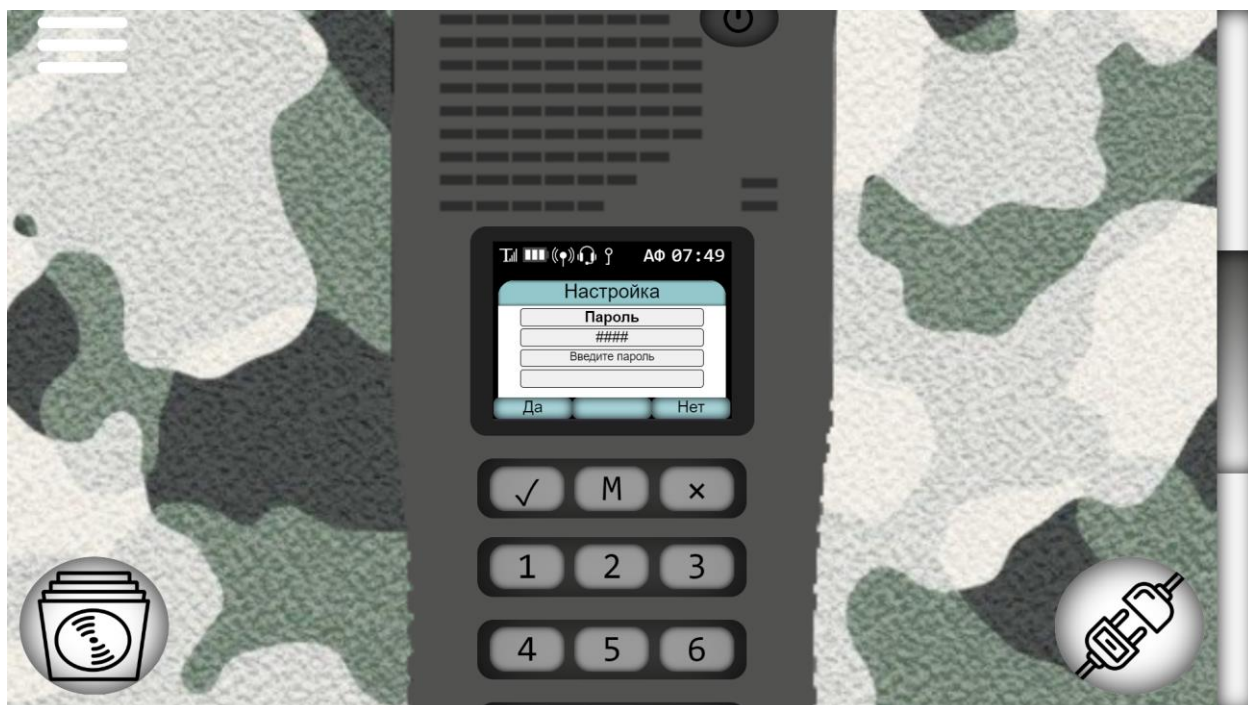 АФ 07:49
Настройка
Пароль
####
Введите пароль
Да Нет
✓ M ×
1 2 3
4 5 6